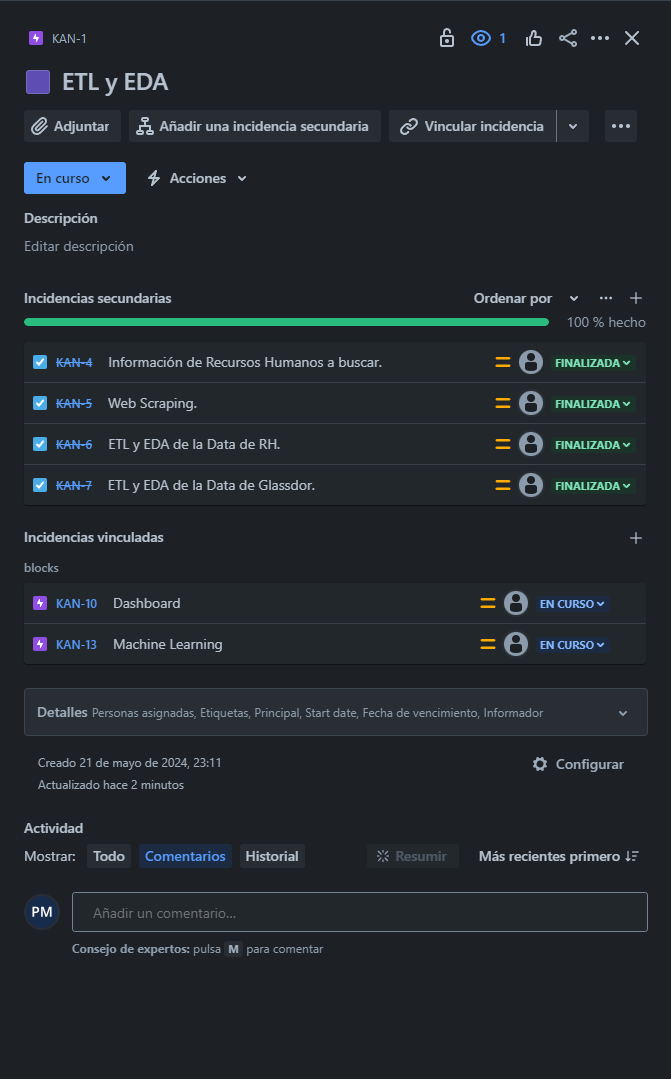 KAN-1
1
ETL y EDA
Adjuntar
Añadir una incidencia secundaria
Vincular incidencia
En curso
Acciones
Descripción
Editar descripción
Incidencias secundarias
Ordenar por
100 % hecho
KAN-4 Información de Recursos Humanos a buscar. FINALIZADA
KAN-5 Web Scraping. FINALIZADA
KAN-6 ETL y EDA de la Data de RH. FINALIZADA
KAN-7 ETL y EDA de la Data de Glassdor. FINALIZADA
Incidencias vinculadas
blocks
KAN-10 Dashboard EN CURSO
KAN-13 Machine Learning EN CURSO
Detalles Personas asignadas, Etiquetas, Principal, Start date, Fecha de vencimiento, Informador
Creado 21 de mayo de 2024, 23:11
Configurar
Actualizado hace 2 minutos
Actividad
Mostrar: Todo Comentarios Historial Resumir Más recientes primero
PM Añadir un comentario...
Consejo de expertos: pulsa M para comentar